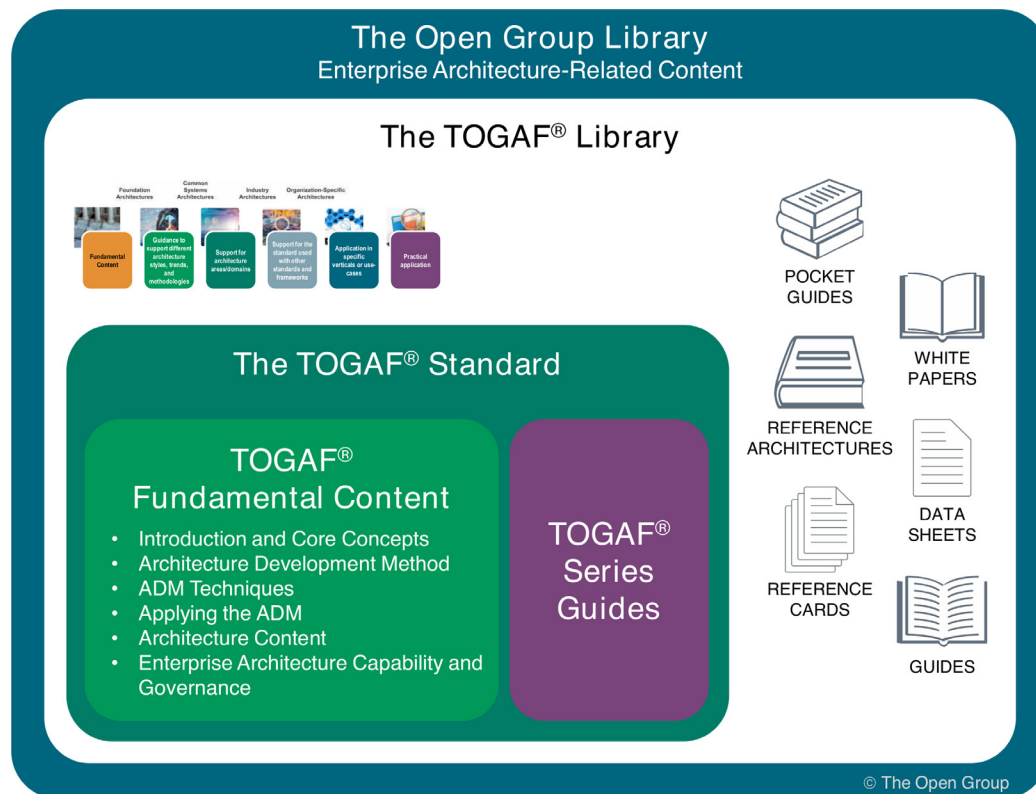 The Open Group Library
Enterprise Architecture-Related Content
The TOGAF® Library
Foundation
Architectures
Common
Systems
Architectures
Industry
Architectures
Organization-Specific
Architectures
Fundamental
Content
Guidance to
support different
architecture
styles, trends,
and
methodologies
Support for
architecture
areas/domains
Support for the
standard used
with other
standards and
frameworks
Application in
specific
verticals or use-
cases
Practical
application
POCKET
GUIDES
WHITE
PAPERS
REFERENCE
ARCHITECTURES
DATA
SHEETS
REFERENCE
CARDS
GUIDES
The TOGAF® Standard
TOGAF®
Fundamental Content
• Introduction and Core Concepts
• Architecture Development Method
• ADM Techniques
• Applying the ADM
• Architecture Content
• Enterprise Architecture Capability and
Governance
TOGAF®
Series
Guides
© The Open Group